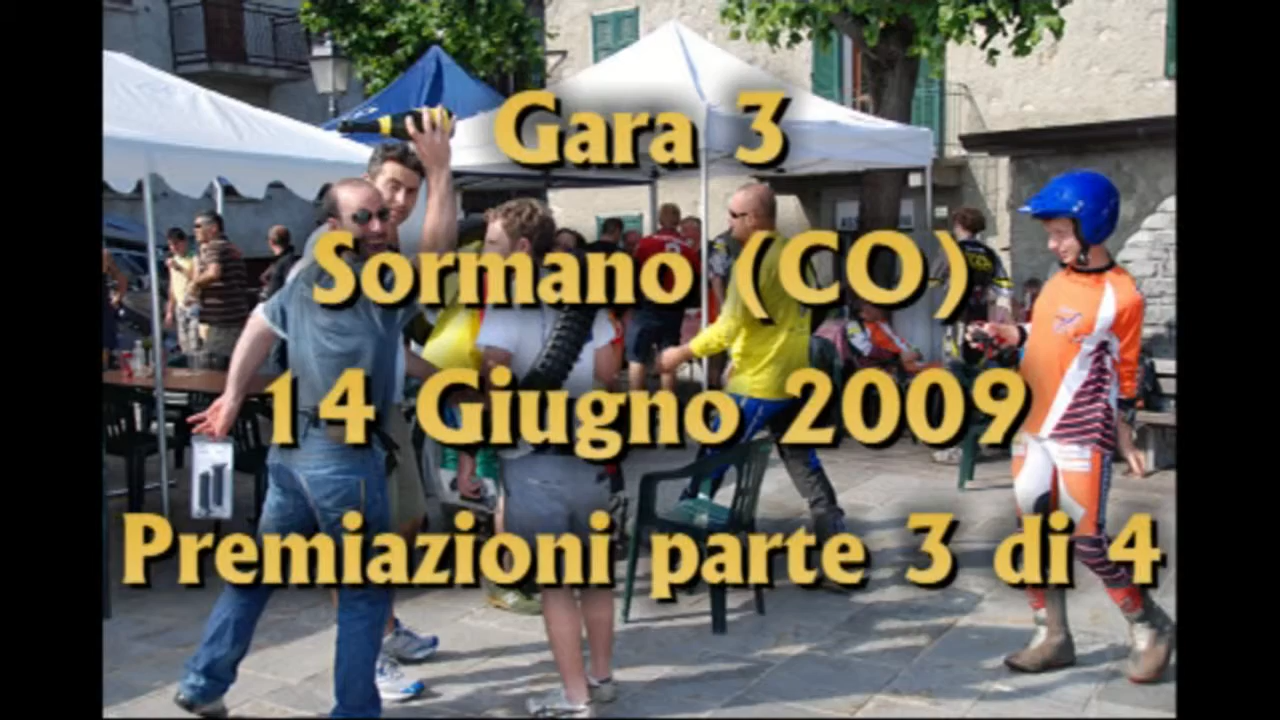 Gara 3
Sormano (CO)
14 Giugno 2009
Premiazioni parte 3 di 4